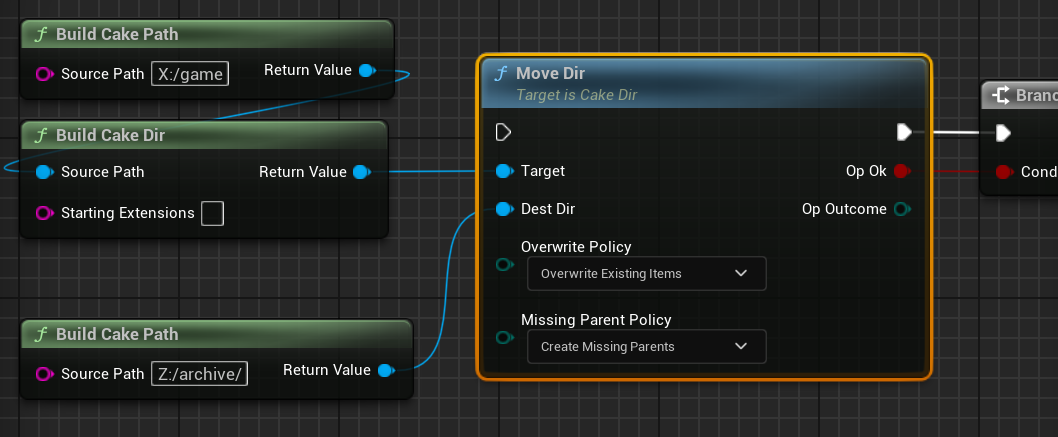 Build Cake Path
Source Path X:/game Return Value
Build Cake Dir
Source Path Return Value
Starting Extensions
Build Cake Path
Source Path Z:/archive/ Return Value
Move Dir
Target is Cake Dir
Target Op Ok
Dest Dir Op Outcome
Overwrite Policy
Overwrite Existing Items
Missing Parent Policy
Create Missing Parents
Branc
Cond